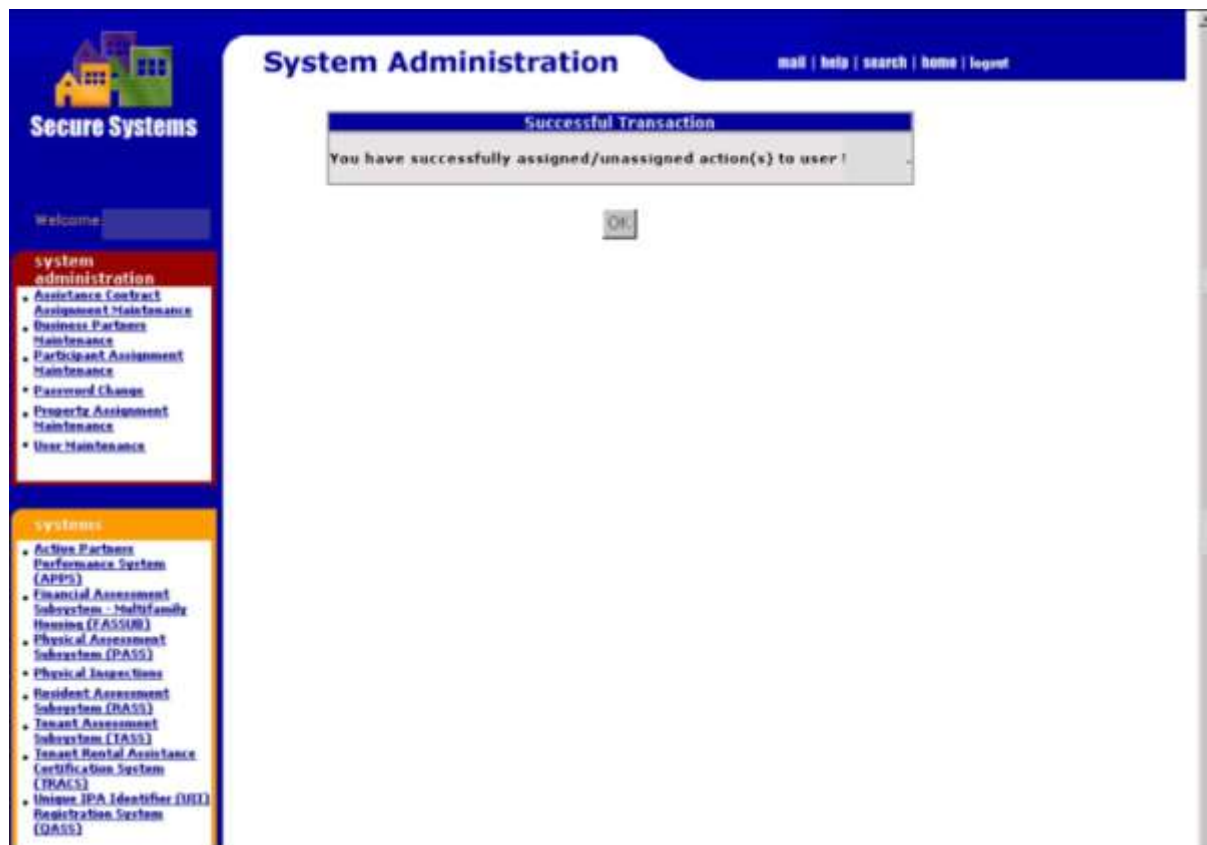 System Administration
mail | help | search | home | logout
Secure Systems
Successful Transaction
You have successfully assigned/unassigned action(s) to user
OK
Welcome
system
administration
Assistance Contract
Assignment Maintenance
Business Partners
Maintenance
Participant Assignment
Maintenance
Password Change
Property Assignment
Maintenance
User Maintenance
systems
Active Partners
Performance System
(APPS)
Financial Assessment
Subsystem - Multifamily
Housing (FASSUB)
Physical Assessment
Subsystem (PASS)
Physical Inspections
Resident Assessment
Subsystem (RASS)
Tenant Assessment
Subsystem (TASS)
Tenant Rental Assistance
Certification System
(TRACS)
Unique IPA Identifier (UII)
Registration System
(QASS)